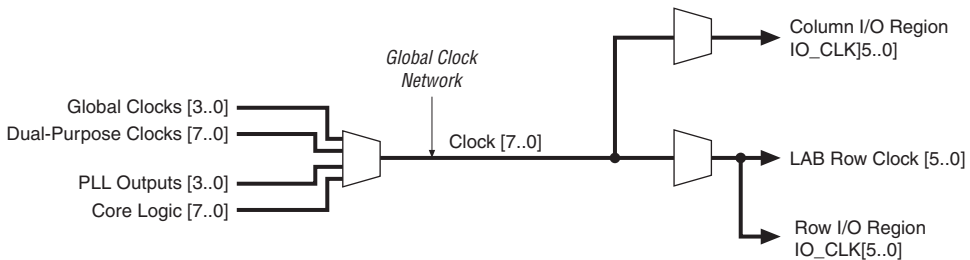 Column I/O Region
IO_CLK]5..0]
Global Clock
Network
Global Clocks [3..0]
Dual-Purpose Clocks [7..0]
Clock [7..0]
LAB Row Clock [5..0]
PLL Outputs [3..0]
Core Logic [7..0]
Row I/O Region
IO_CLK[5..0]